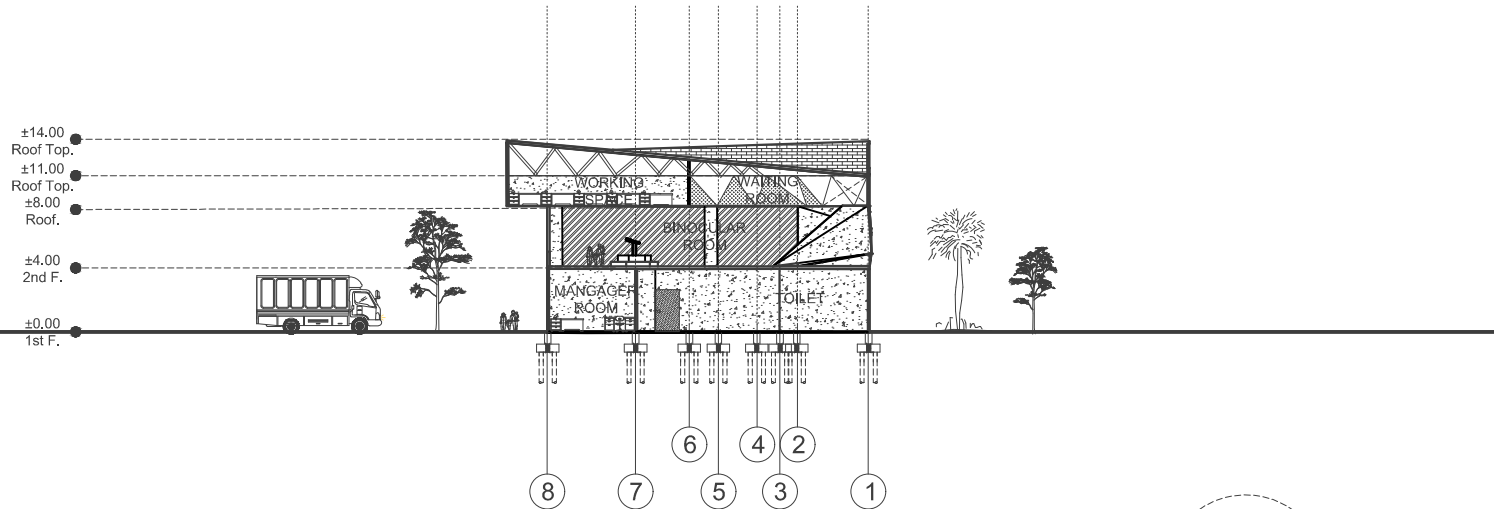 ±14.00
Roof Top.
±11.00
Roof Top.
±8.00
Roof.
±4.00
2nd F.
±0,00
1st F.
WORKING
SPACE
WAITING
ROOM
BINOCULAR
ROOM
MANGAGER
ROOM
TOILET
6
4
2
8
7
5
3
1